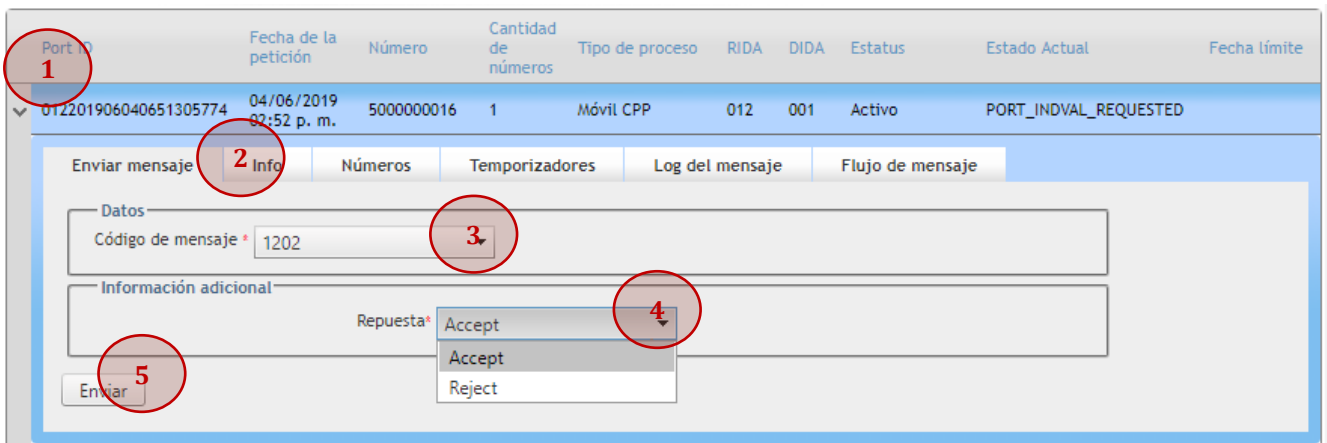 Port ID
Fecha de la
petición
Número
Cantidad
de
números
Tipo de proceso
RIDA
DIDA
Estatus
Estado Actual
Fecha límite
1
012201906040651305774
04/06/2019
02:52 p. m.
5000000016
1
Móvil CPP
012
001
Activo
PORT_INDVAL_REQUESTED
Enviar mensaje
2
Info
Números
Temporizadores
Log del mensaje
Flujo de mensaje
Datos
Código de mensaje *
1202
3
Información adicional
Repuesta*
Accept
4
Accept
Reject
5
Enviar